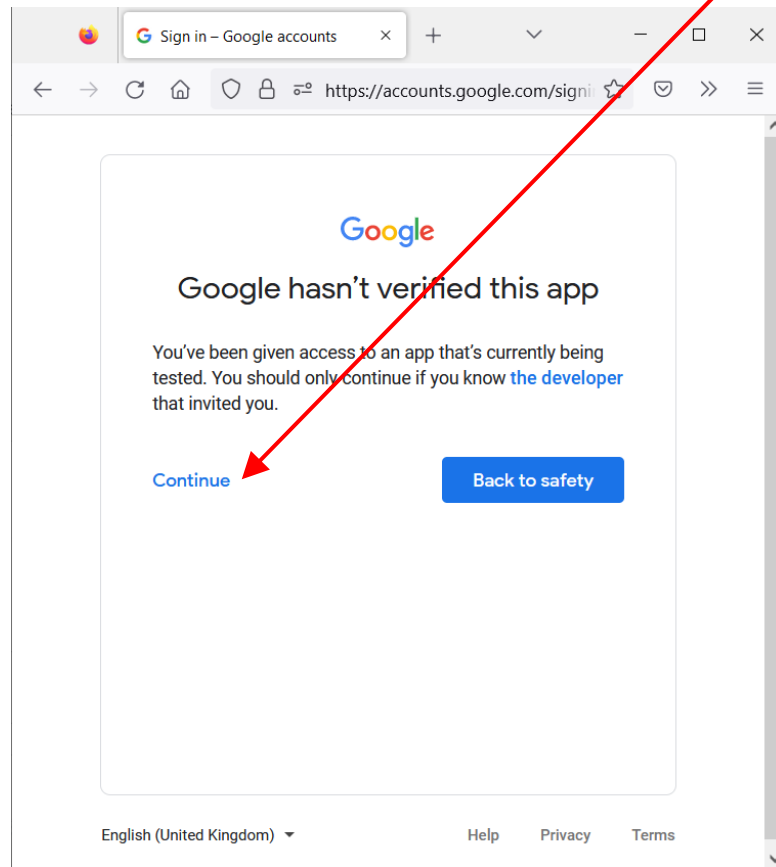 Sign in – Google accounts
https://accounts.google.com/signi
Google
Google hasn’t verified this app
You’ve been given access to an app that’s currently being
tested. You should only continue if you know the developer
that invited you.
Continue
Back to safety
English (United Kingdom)
Help
Privacy
Terms